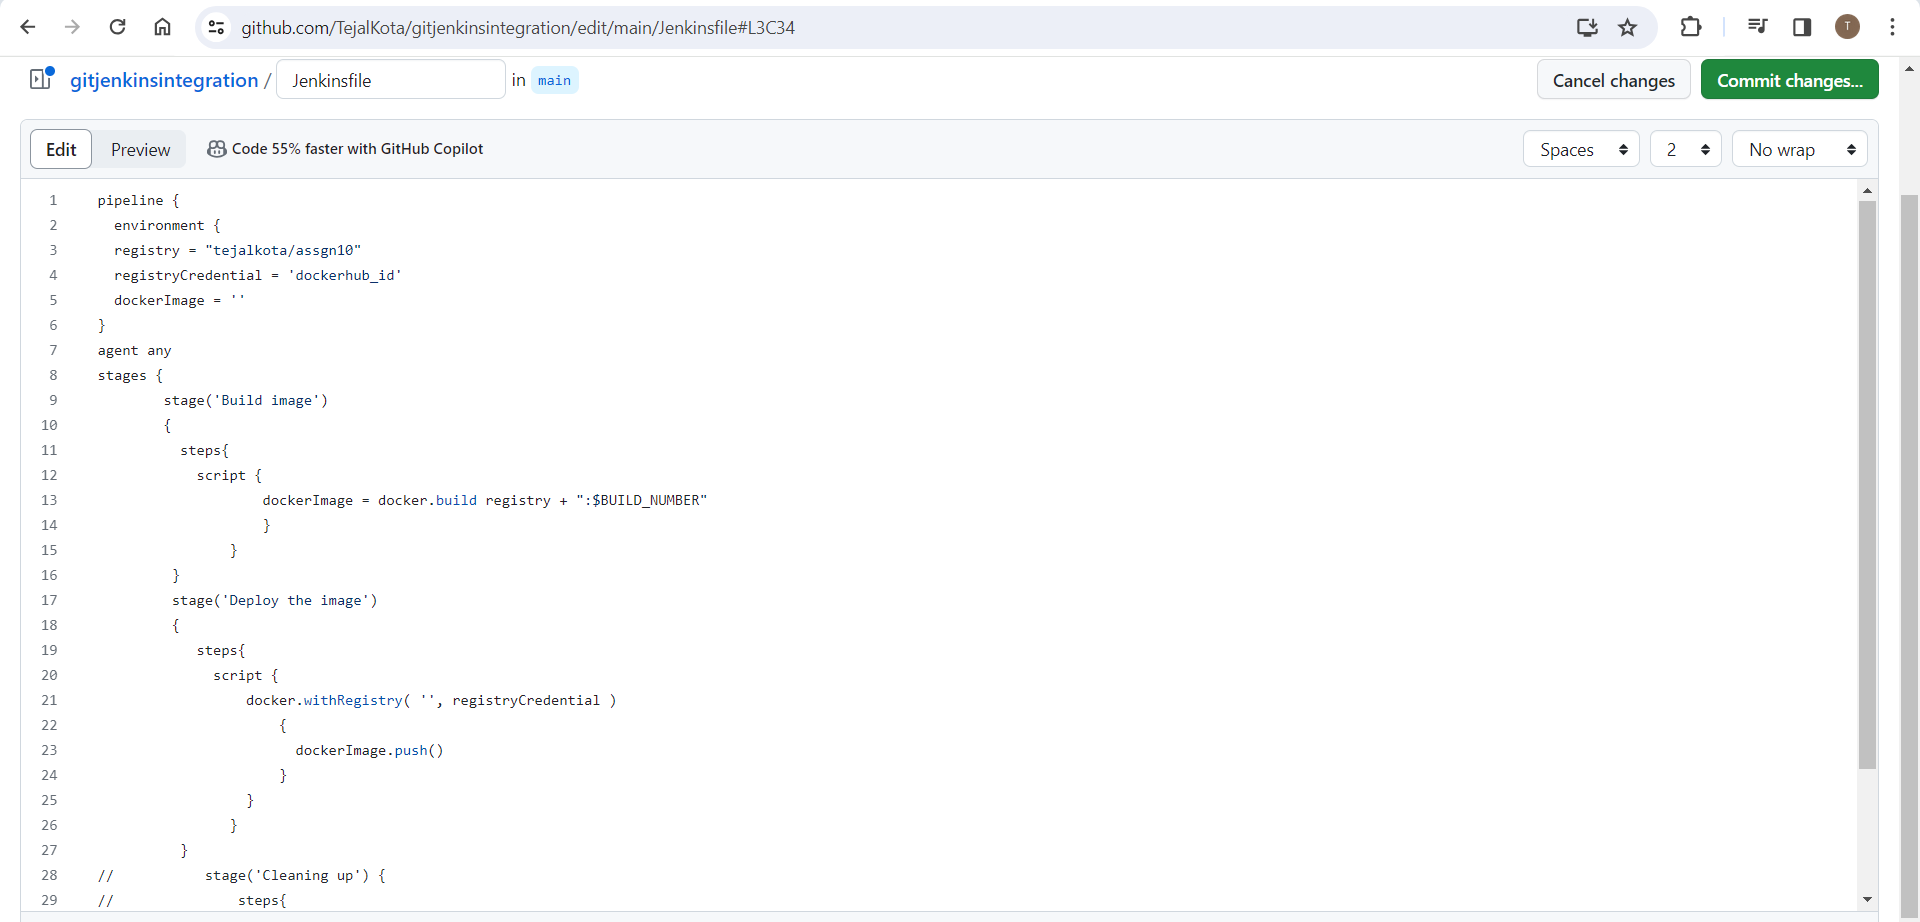 github.com/TejalKota/gitjenkinsintegration/edit/main/Jenkinsfile#L3C34
T
gitjenkinsintegration / Jenkinsfile in main
Cancel changes
Commit changes...
Edit
Preview
Code 55% faster with GitHub Copilot
Spaces
2
No wrap
1 pipeline {
2   environment {
3   registry = "tejalkota/assgn10"
4   registryCredential = 'dockerhub_id'
5   dockerImage = ''
6 }
7 agent any
8 stages {
9         stage('Build image')
10         {
11           steps{
12             script {
13                     dockerImage = docker.build registry + ":$BUILD_NUMBER"
14                     }
15                 }
16          }
17          stage('Deploy the image')
18          {
19             steps{
20               script {
21                   docker.withRegistry( '', registryCredential )
22                       {
23                         dockerImage.push()
24                       }
25                   }
26                 }
27           }
28 //           stage('Cleaning up') {
29 //               steps{